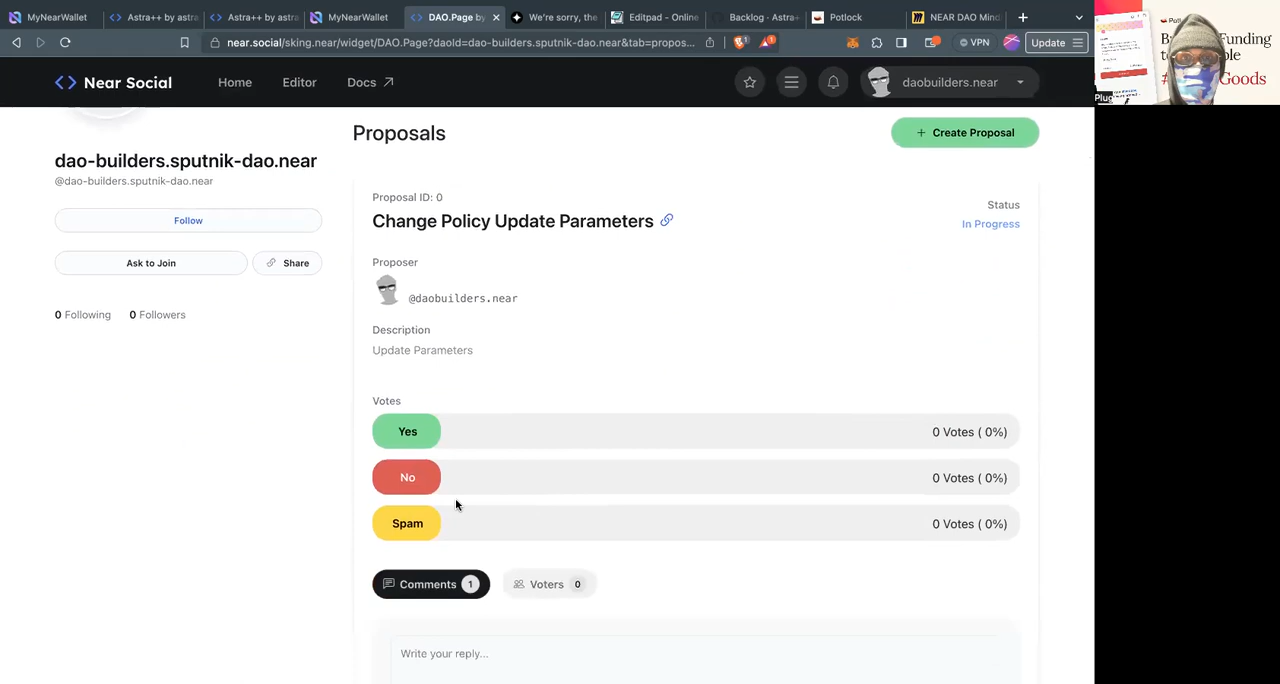 MyNearWallet
Astra++ by astra
Astra++ by astra
MyNearWallet
DAO.Page by
We're sorry, the
Editpad - Online
Backlog · Astra+
Potlock
NEAR DAO Mind
near.social/sking.near/widget/DAO.Page?daoId=dao-builders.sputnik-dao.near&tab=propos...
1
1
VPN
Update
Near Social
Home
Editor
Docs
daobuilders.near
Funding
ble
Goods
dao-builders.sputnik-dao.near
@dao-builders.sputnik-dao.near
Follow
Ask to Join
Share
0 Following
0 Followers
Proposals
+ Create Proposal
Proposal ID: 0
Change Policy Update Parameters
Status
In Progress
Proposer
@daobuilders.near
Description
Update Parameters
Votes
Yes
0 Votes ( 0%)
No
0 Votes ( 0%)
Spam
0 Votes ( 0%)
Comments 1
Voters 0
Write your reply...